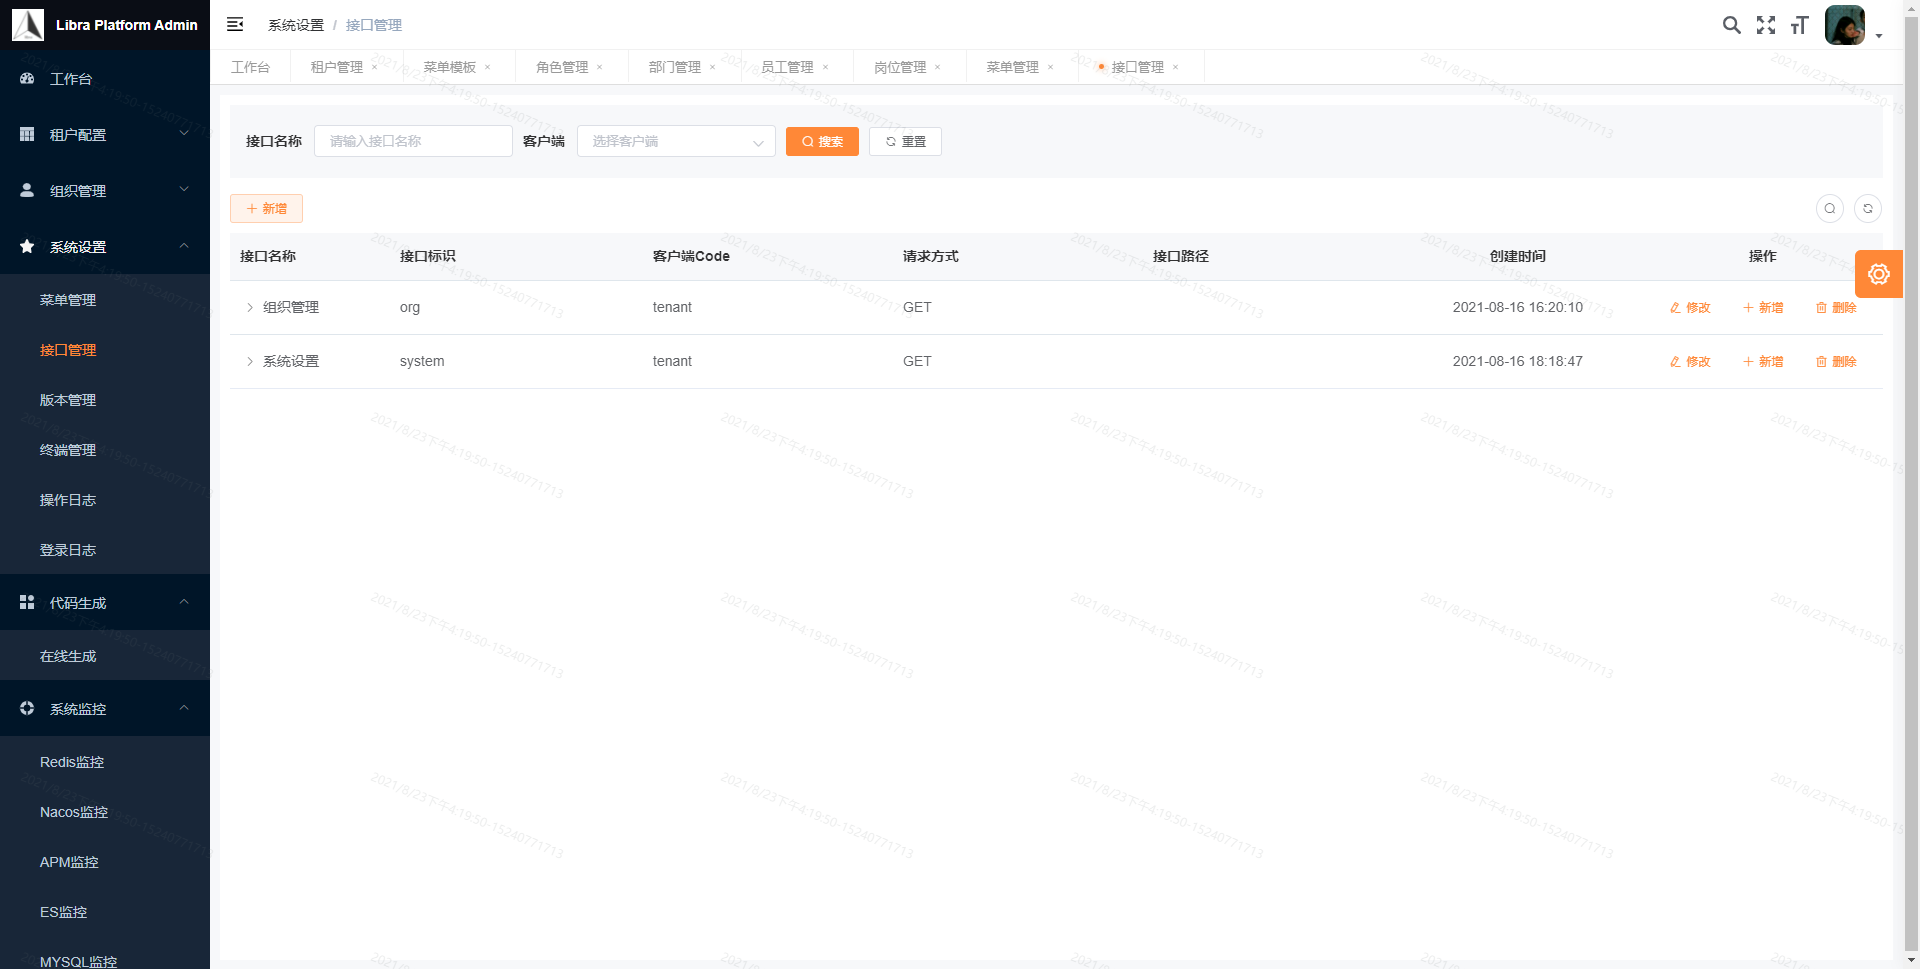 Libra Platform Admin
系统设置 / 接口管理
工作台
租户管理 ×
菜单模板 ×
角色管理 ×
部门管理 ×
员工管理 ×
岗位管理 ×
菜单管理 ×
接口管理 ×
工作台
租户配置
组织管理
系统设置
菜单管理
接口管理
版本管理
终端管理
操作日志
登录日志
代码生成
在线生成
系统监控
Redis监控
Nacos监控
APM监控
ES监控
MYSQL监控
接口名称 请输入接口名称 客户端 选择客户端 搜索 重置
新增
接口名称 接口标识 客户端Code 请求方式 接口路径 创建时间 操作
组织管理 org tenant GET 2021-08-16 16:20:10 修改 新增 删除
系统设置 system tenant GET 2021-08-16 18:18:47 修改 新增 删除
2021/8/23下午4:19:50-15240771713